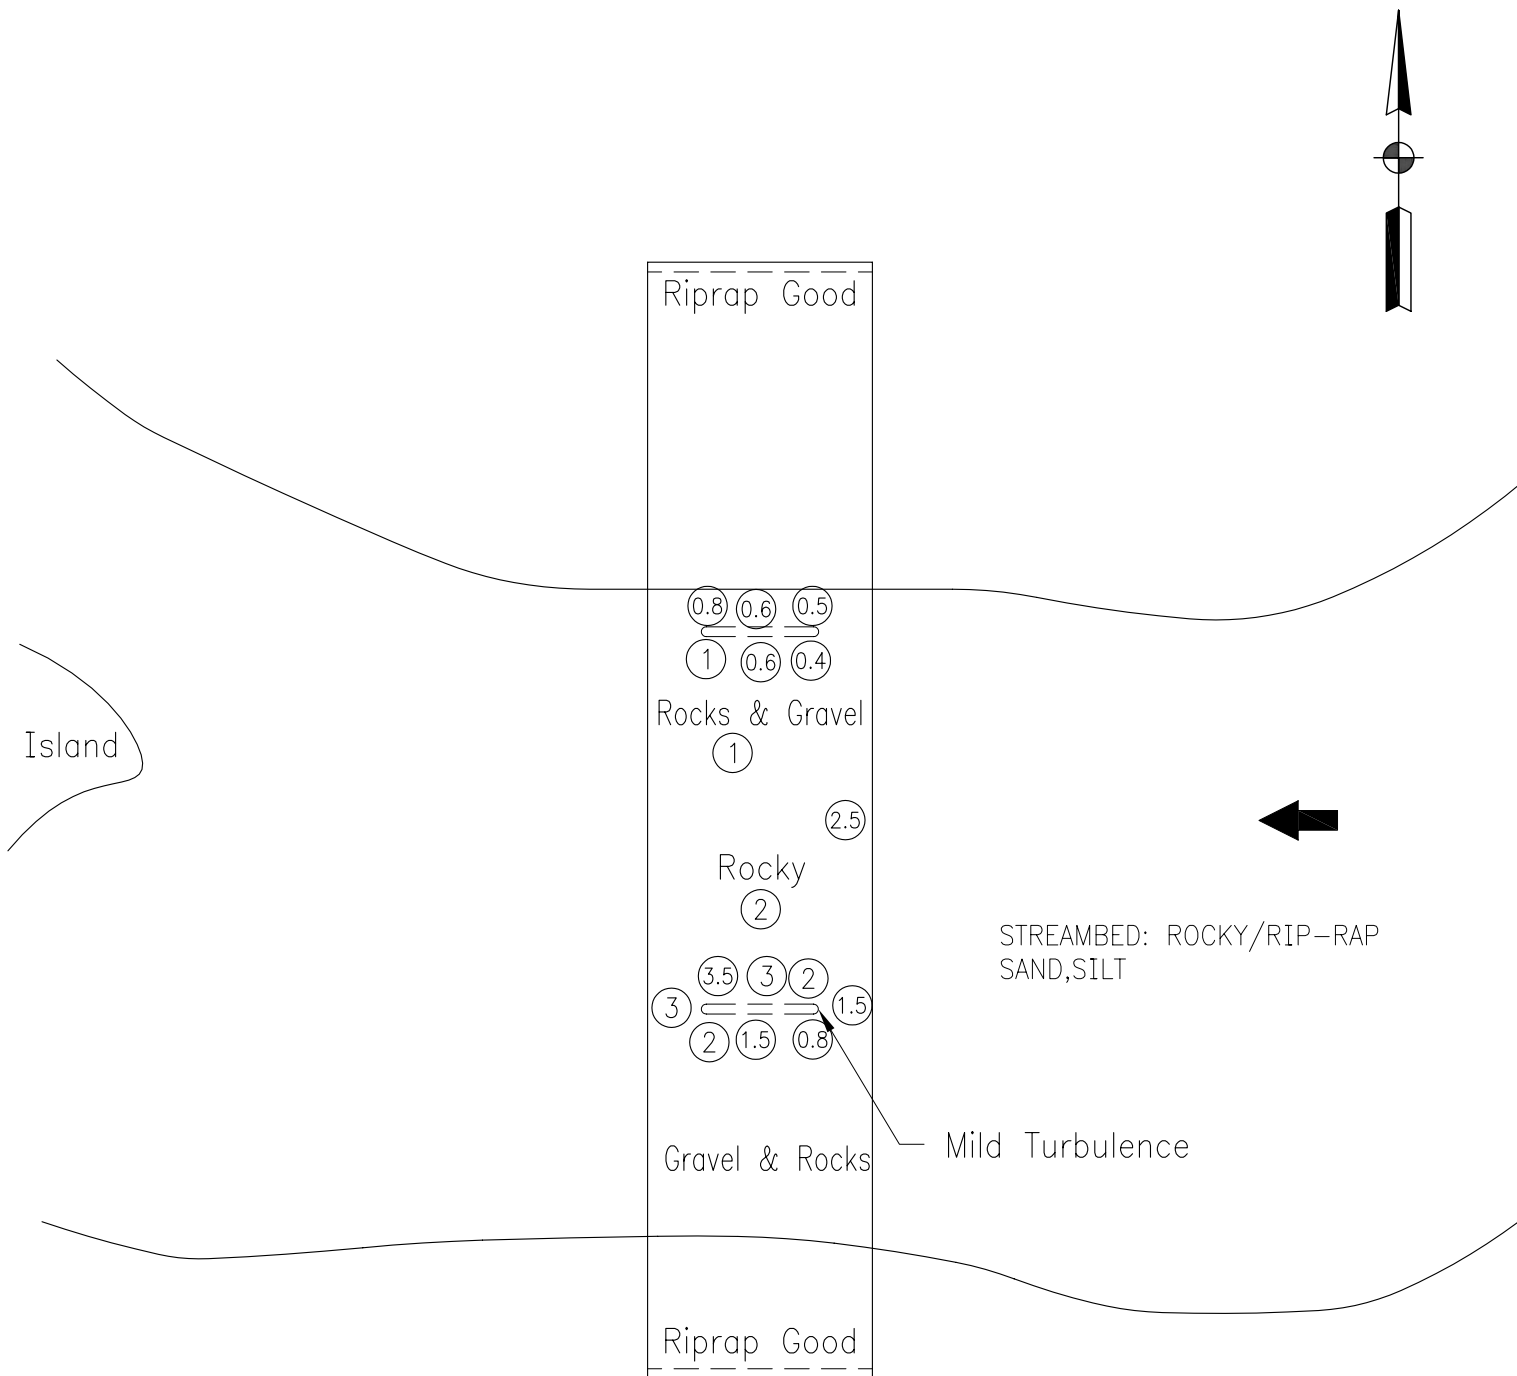 Riprap Good
0.8 0.6 0.5
1 0.6 0.4
Rocks & Gravel
1
Island
2.5
Rocky
2
STREAMBED: ROCKY/RIP-RAP
SAND,SILT
3.5 3 2
3 1.5
2 1.5 0.8
Mild Turbulence
Gravel & Rocks
Riprap Good